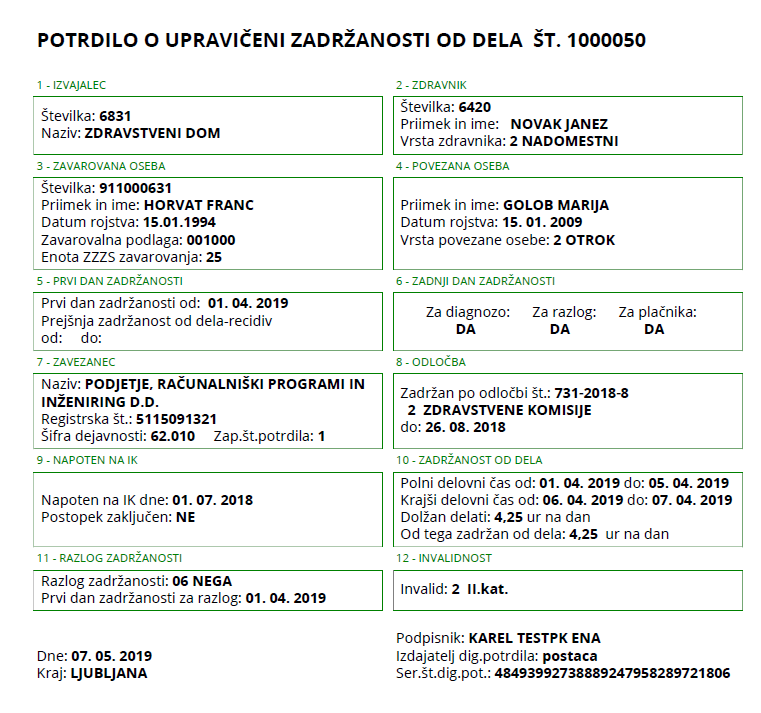 POTRDILO O UPRAVIČENI ZADRŽANOSTI OD DELA ŠT. 1000050
1 - IZVAJALEC
Številka: 6831
Naziv: ZDRAVSTVENI DOM
2 - ZDRAVNIK
Številka: 6420
Priimek in ime: NOVAK JANEZ
Vrsta zdravnika: 2 NADOMESTNI
3 - ZAVAROVANA OSEBA
Številka: 911000631
Priimek in ime: HORVAT FRANC
Datum rojstva: 15.01.1994
Zavarovalna podlaga: 001000
Enota ZZZS zavarovanja: 25
4 - POVEZANA OSEBA
Priimek in ime: GOLOB MARIJA
Datum rojstva: 15. 01. 2009
Vrsta povezane osebe: 2 OTROK
5 - PRVI DAN ZADRŽANOSTI
Prvi dan zadržanosti od: 01. 04. 2019
Prejšnja zadržanost od dela-recidiv
od: do:
6 - ZADNJI DAN ZADRŽANOSTI
Za diagnozo: Za razlog: Za plačnika:
DA DA DA
7 - ZAVEZANEC
Naziv: PODJETJE, RAČUNALNIŠKI PROGRAMI IN
INŽENIRING D.D.
Registrska št.: 5115091321
Šifra dejavnosti: 62.010 Zap.št.potrdila: 1
8 - ODLOČBA
Zadržan po odločbi št.: 731-2018-8
2 ZDRAVSTVENE KOMISIJE
do: 26. 08. 2018
9 - NAPOTEN NA IK
Napoten na IK dne: 01. 07. 2018
Postopek zaključen: NE
10 - ZADRŽANOST OD DELA
Polni delovni čas od: 01. 04. 2019 do: 05. 04. 2019
Krajši delovni čas od: 06. 04. 2019 do: 07. 04. 2019
Dolžan delati: 4,25 ur na dan
Od tega zadržan od dela: 4,25 ur na dan
11 - RAZLOG ZADRŽANOSTI
Razlog zadržanosti: 06 NEGA
Prvi dan zadržanosti za razlog: 01. 04. 2019
12 - INVALIDNOST
Invalid: 2 II.kat.
Dne: 07. 05. 2019
Kraj: LJUBLJANA
Podpisnik: KAREL TESTPK ENA
Izdajatelj dig.potrdila: postaca
Ser.št.dig.pot.: 48493992738889247958289721806